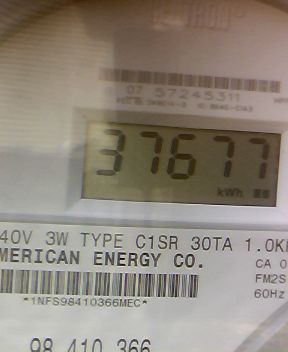 07 57245311
37677
kWh
40V 3W TYPE C1SR 30TA 1.0K
MERICAN ENERGY CO.
CA 0
FM2S
60Hz
*1NFS98410366MEC*
98 410 366